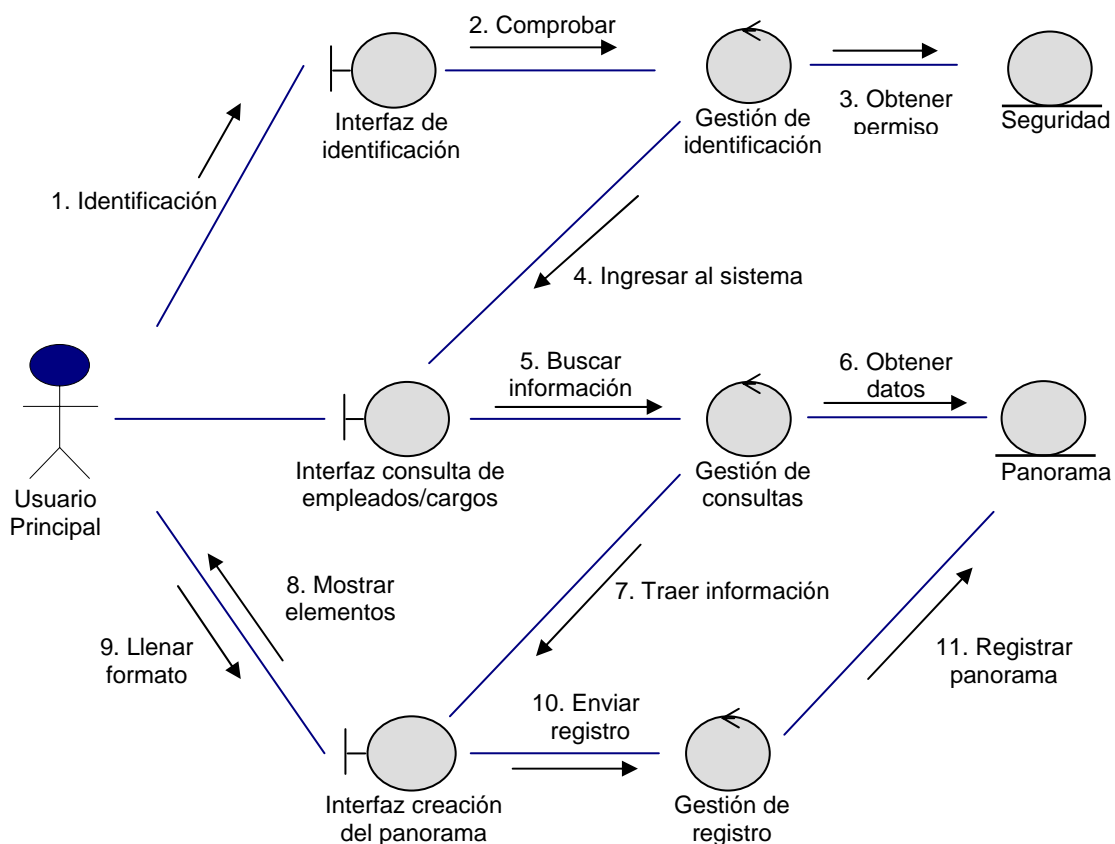 2. Comprobar
Interfaz de
identificación
Gestión de
identificación
3. Obtener
permiso
Seguridad
1. Identificación
4. Ingresar al sistema
5. Buscar
información
6. Obtener
datos
Usuario
Principal
Interfaz consulta de
empleados/cargos
Gestión de
consultas
Panorama
8. Mostrar
elementos
7. Traer información
9. Llenar
formato
11. Registrar
panorama
10. Enviar
registro
Interfaz creación
del panorama
Gestión de
registro